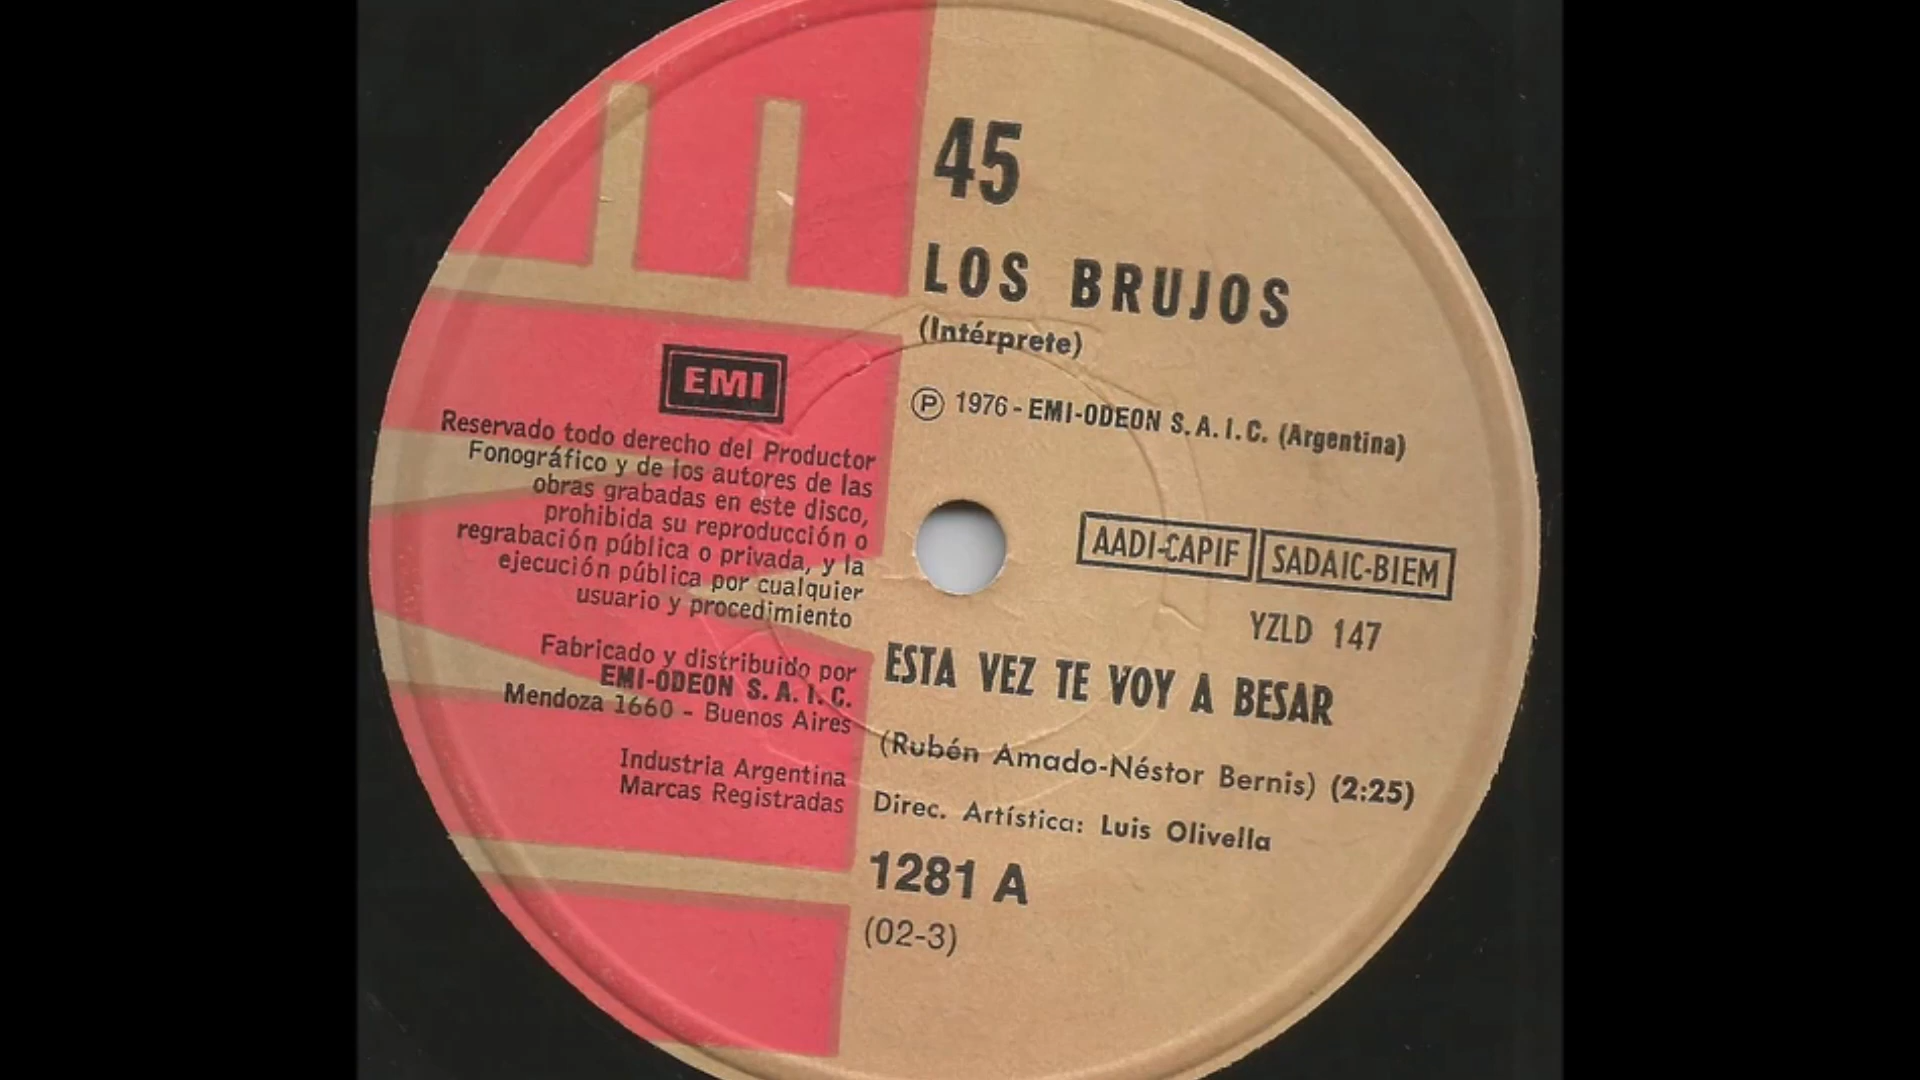 45
LOS BRUJOS
(Intérprete)
Ⓟ 1976 - EMI-ODEON S.A.I.C. (Argentina)
EMI
Reservado todo derecho del Productor
Fonográfico y de los autores de las
obras grabadas en este disco,
prohibida su reproducción o
regrabación pública o privada, y la
ejecución pública por cualquier
usuario y procedimiento
Fabricado y distribuido por
EMI-ODEON S. A. I. C.
Mendoza 1660 - Buenos Aires
Industria Argentina
Marcas Registradas
AADI-CAPIF SADAIC-BIEM
YZLD 147
ESTA VEZ TE VOY A BESAR
(Rubén Amado-Néstor Bernis) (2:25)
Direc. Artística: Luis Olivella
1281 A
(02-3)